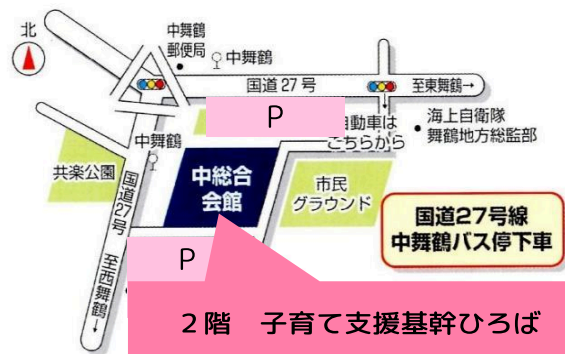 北
中舞鶴
郵便局
中舞鶴
国道27号
至東舞鶴→
P
自動車は
こちらから
海上自衛隊
舞鶴地方総監部
中舞鶴
共楽公園
中総合
会館
市民
グラウンド
国道27号
至西舞鶴
国道27号線
中舞鶴バス停下車
P
２階　子育て支援基幹ひろば